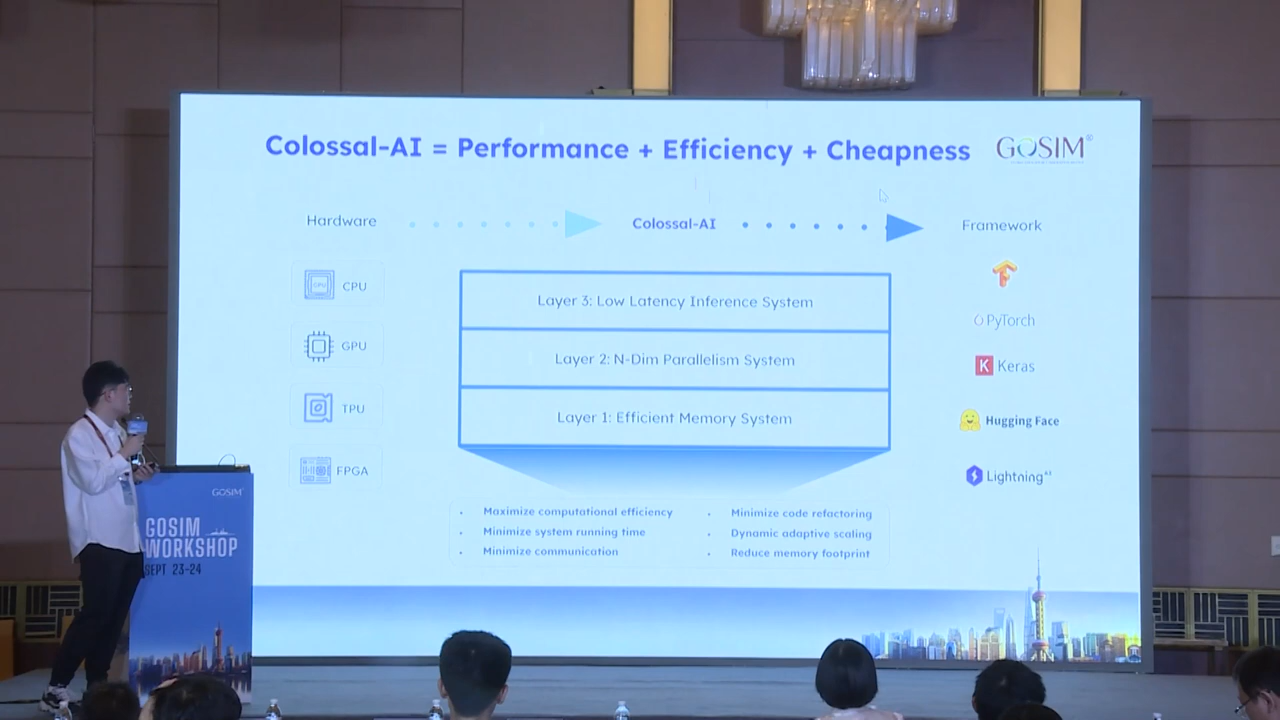 Colossal-AI = Performance + Efficiency + Cheapness
GOSIM
Hardware
Colossal-AI
Framework
CPU
CPU
GPU
TPU
FPGA
Layer 3: Low Latency Inference System
Layer 2: N-Dim Parallelism System
Layer 1: Efficient Memory System
PyTorch
K Keras
Hugging Face
Lightning AI
• Maximize computational efficiency
• Minimize system running time
• Minimize communication
• Minimize code refactoring
• Dynamic adaptive scaling
• Reduce memory footprint
GOSIM
GOSIM
WORKSHOP
SEPT 23-24